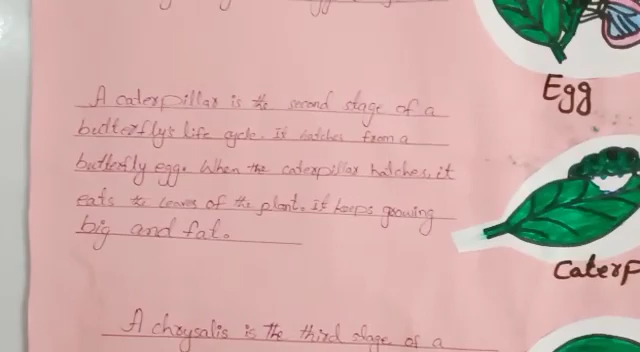 Egg
A caterpillar is the second stage of a
butterfly's life cycle. It hatches from a
butterfly egg. When the caterpillar hatches, it
eats the leaves of the plant. It keeps growing
big and fat.
Caterp
A chrysalis is the third stage of a